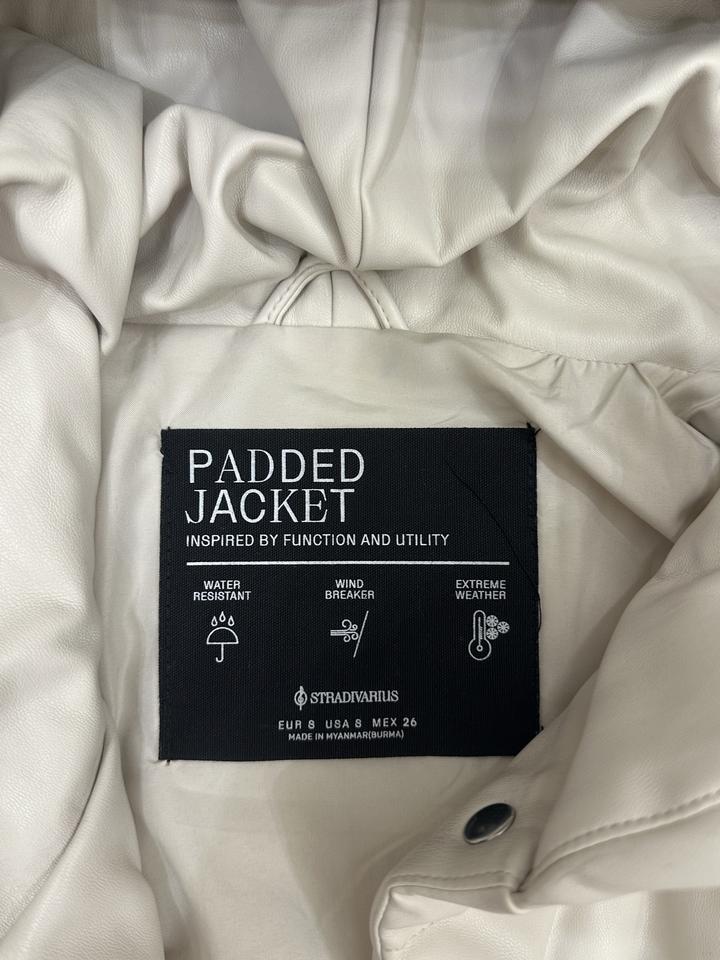 PADDED
JACKET
INSPIRED BY FUNCTION AND UTILITY
WATER
RESISTANT
WIND
BREAKER
EXTREME
WEATHER
STRADIVARIUS
EUR S USA S MEX 26
MADE IN MYANMAR(BURMA)